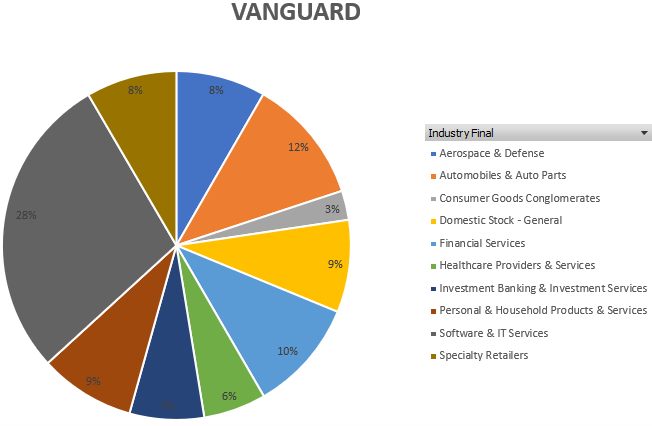 VANGUARD
8%
8%
12%
3%
9%
10%
6%
9%
28%
Industry Final
Aerospace & Defense
Automobiles & Auto Parts
Consumer Goods Conglomerates
Domestic Stock - General
Financial Services
Healthcare Providers & Services
Investment Banking & Investment Services
Personal & Household Products & Services
Software & IT Services
Specialty Retailers